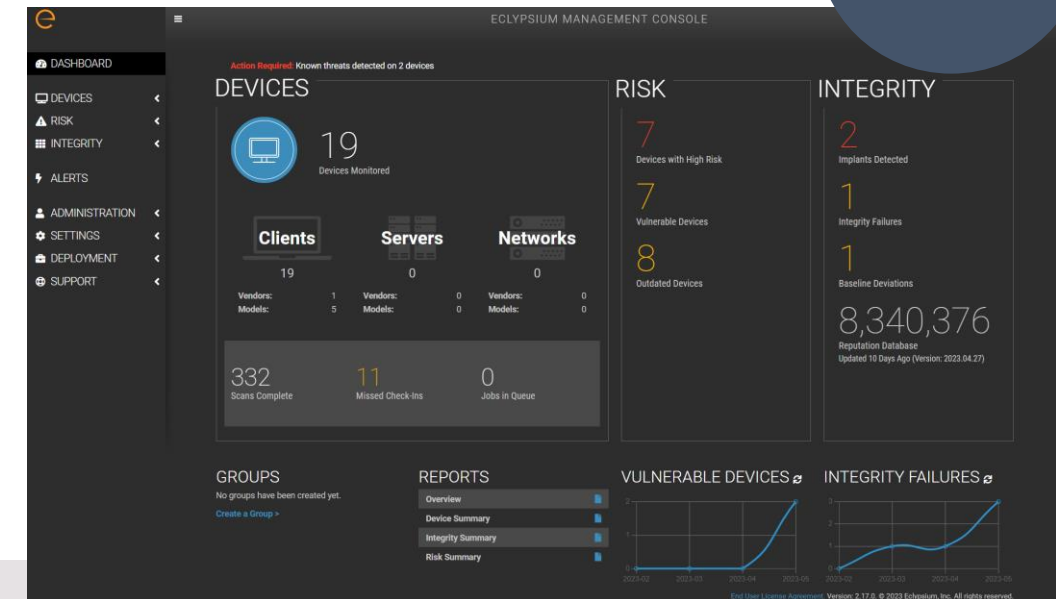 ECLYPSIUM MANAGEMENT CONSOLE
DASHBOARD
DEVICES
RISK
INTEGRITY
ALERTS
ADMINISTRATION
SETTINGS
DEPLOYMENT
SUPPORT
Action Required: Known threats detected on 2 devices
DEVICES
19
Devices Monitored
Clients
19
Vendors: 1
Models: 5
Servers
0
Vendors: 0
Models: 0
Networks
0
Vendors: 0
Models: 0
332
Scans Complete
11
Missed Check-Ins
0
Jobs in Queue
RISK
7
Devices with High Risk
7
Vulnerable Devices
8
Outdated Devices
INTEGRITY
2
Implants Detected
1
Integrity Failures
1
Baseline Deviations
8,340,376
Reputation Database
Updated 10 Days Ago (Version: 2023.04.27)
GROUPS
No groups have been created yet.
Create a Group >
REPORTS
Overview
Device Summary
Integrity Summary
Risk Summary
VULNERABLE DEVICES
2
1
0
2023-02 2023-03 2023-04 2023-05
INTEGRITY FAILURES
3
2
1
0
2023-02 2023-03 2023-04 2023-05
End User License Agreement. Version: 2.17.0. © 2023 Eclypsium, Inc. All rights reserved.